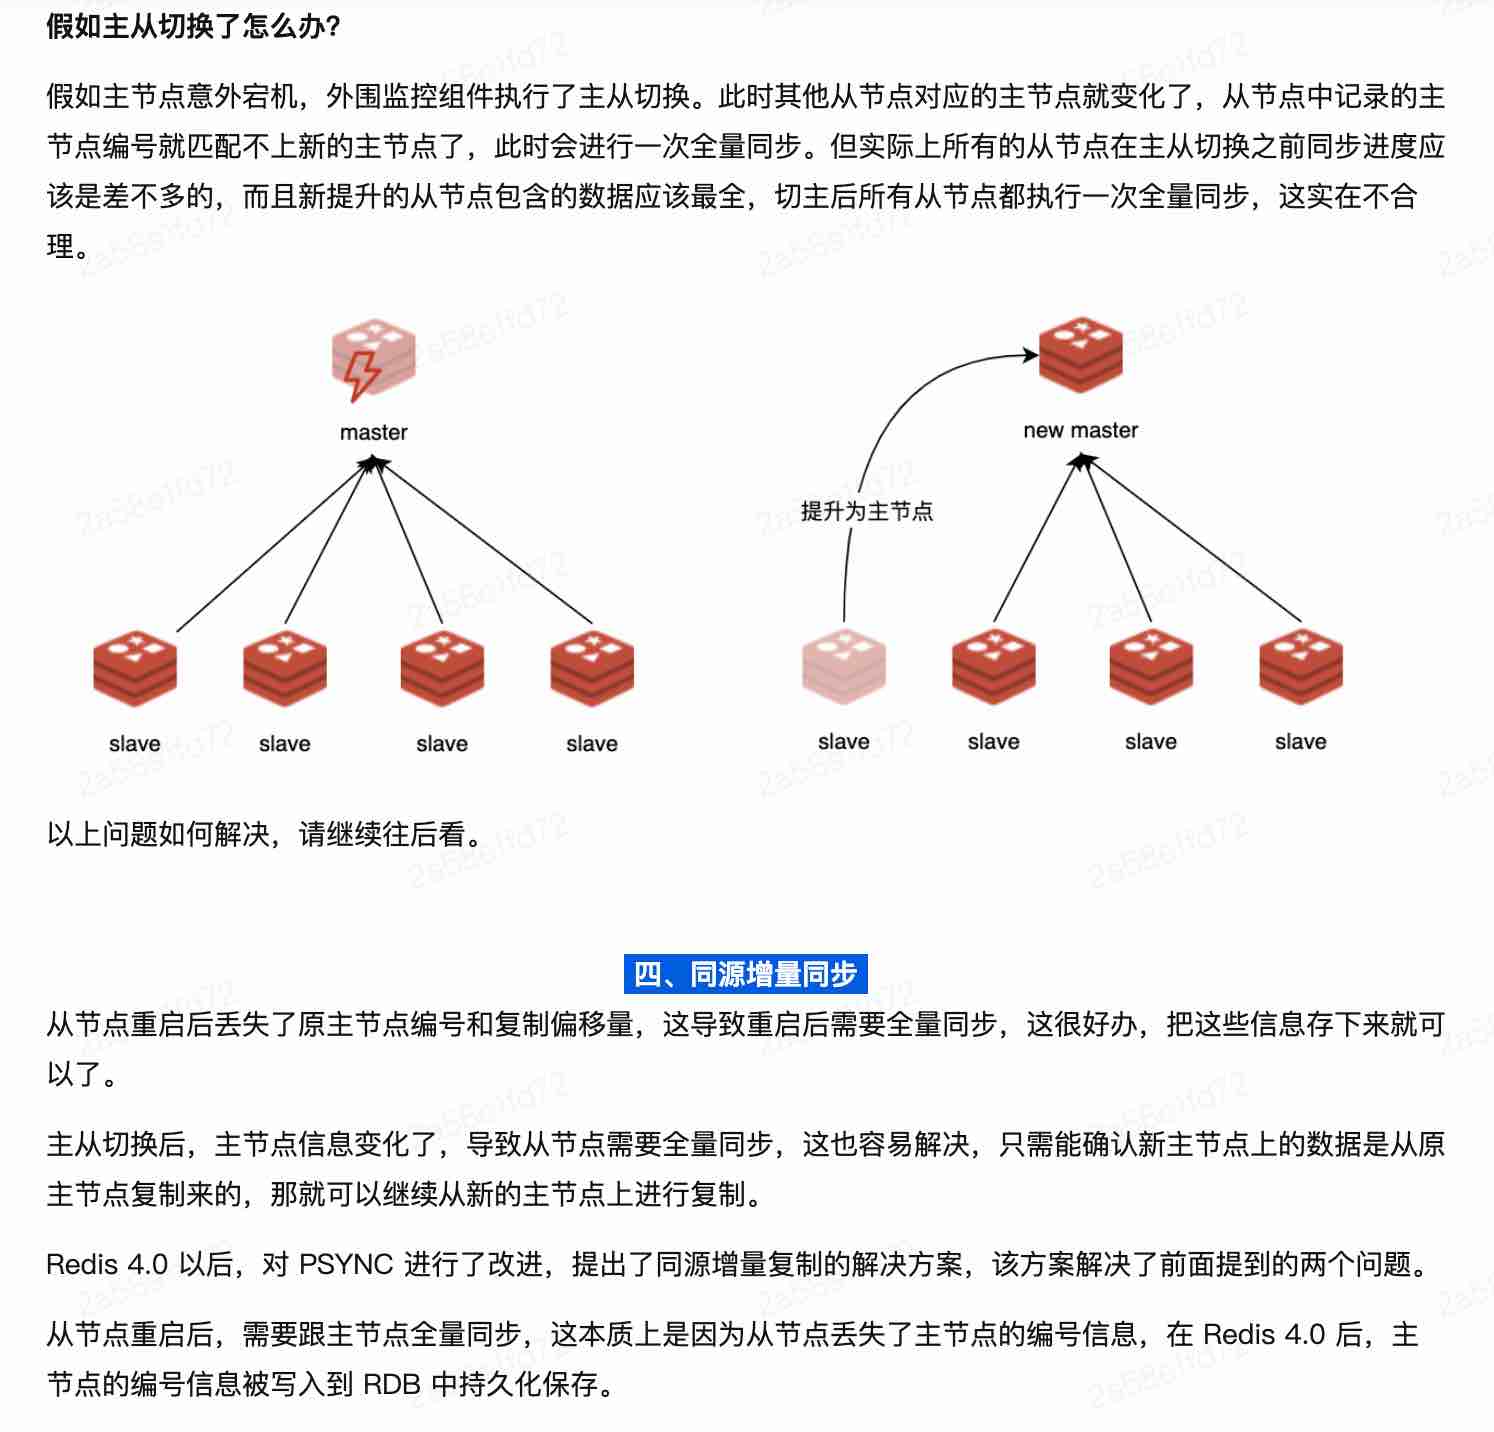 假如主从切换了怎么办?
假如主节点意外宕机，外围监控组件执行了主从切换。此时其他从节点对应的主节点就变化了，从节点中记录的主
节点编号就匹配不上新的主节点了，此时会进行一次全量同步。但实际上所有的从节点在主从切换之前同步进度应
该是差不多的，而且新提升的从节点包含的数据应该最全，切主后所有从节点都执行一次全量同步，这实在不合
理。
master
new master
提升为主节点
slave
slave
slave
slave
slave
slave
slave
slave
以上问题如何解决，请继续往后看。
四、同源增量同步
从节点重启后丢失了原主节点编号和复制偏移量，这导致重启后需要全量同步，这很好办，把这些信息存下来就可
以了。
主从切换后，主节点信息变化了，导致从节点需要全量同步，这也容易解决，只需能确认新主节点上的数据是从原
主节点复制来的，那就可以继续从新的主节点上进行复制。
Redis 4.0 以后，对 PSYNC 进行了改进，提出了同源增量复制的解决方案，该方案解决了前面提到的两个问题。
从节点重启后，需要跟主节点全量同步，这本质上是因为从节点丢失了主节点的编号信息，在 Redis 4.0 后，主
节点的编号信息被写入到 RDB 中持久化保存。